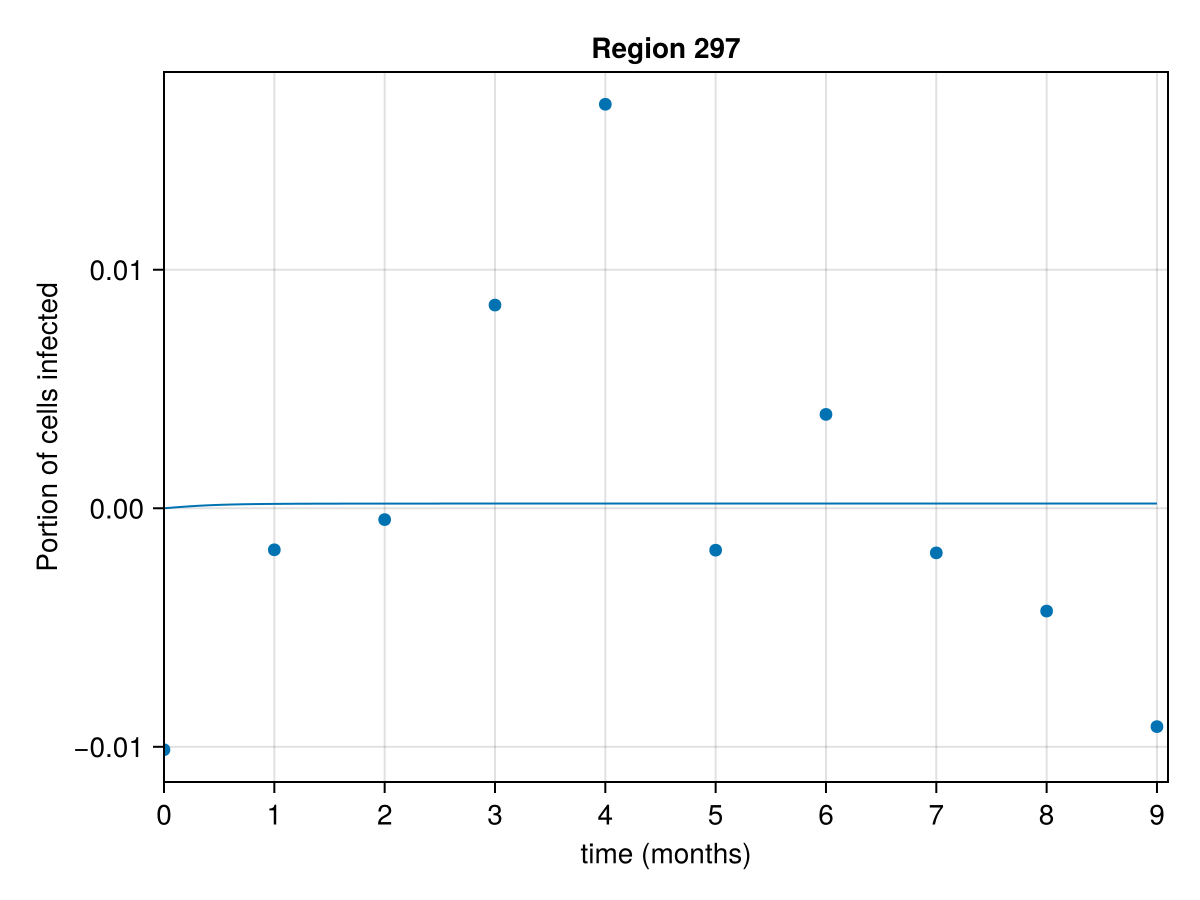 Region 297
Portion of cells infected
0.01
0.00
−0.01
0 1 2 3 4 5 6 7 8 9
time (months)